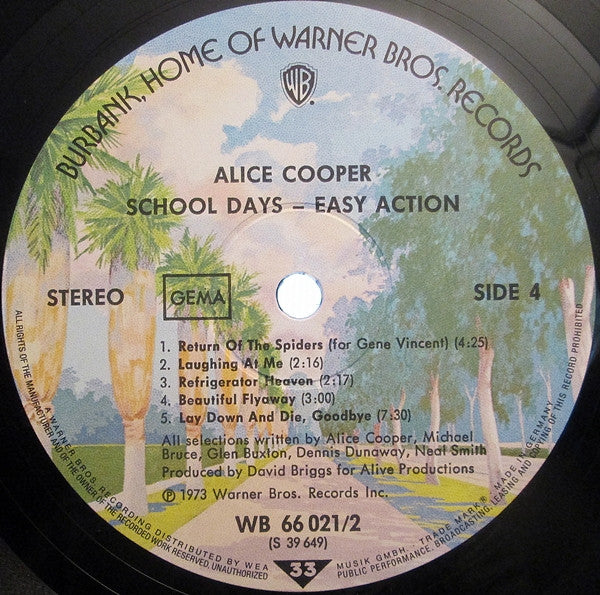 BURBANK, HOME OF WARNER BROS. RECORDS
WB
ALICE COOPER
SCHOOL DAYS – EASY ACTION
STEREO
GEMA
SIDE 4
1. Return Of The Spiders (for Gene Vincent) (4:25)
2. Laughing At Me (2:16)
3. Refrigerator Heaven (2:17)
4. Beautiful Flyaway (3:00)
5. Lay Down And Die, Goodbye (7:30)
All selections written by Alice Cooper, Michael
Bruce, Glen Buxton, Dennis Dunaway, Neal Smith
Produced by David Briggs for Alive Productions
Ⓟ 1973 Warner Bros. Records Inc.
WB 66 021/2
(S 39 649)
33
A WARNER BROS. RECORDING DISTRIBUTED BY WEA MUSIK GMBH. TRADE MARK® MADE IN GERMANY
ALL RIGHTS OF THE MANUFACTURER AND OF THE OWNER OF THE RECORDED WORK RESERVED. UNAUTHORIZED PUBLIC PERFORMANCE, BROADCASTING, LEASING AND COPYING OF THIS RECORD PROHIBITED